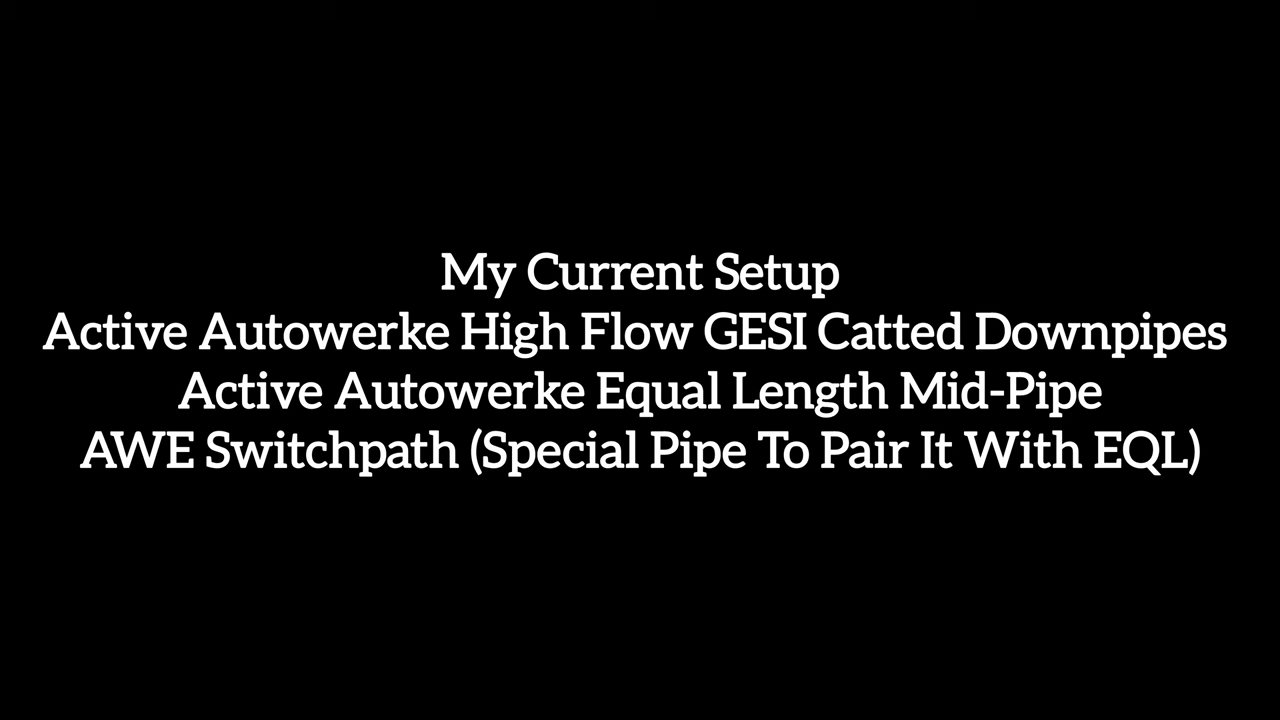 My Current Setup
Active Autowerke High Flow GESI Catted Downpipes
Active Autowerke Equal Length Mid-Pipe
AWE Switchpath (Special Pipe To Pair It With EQL)